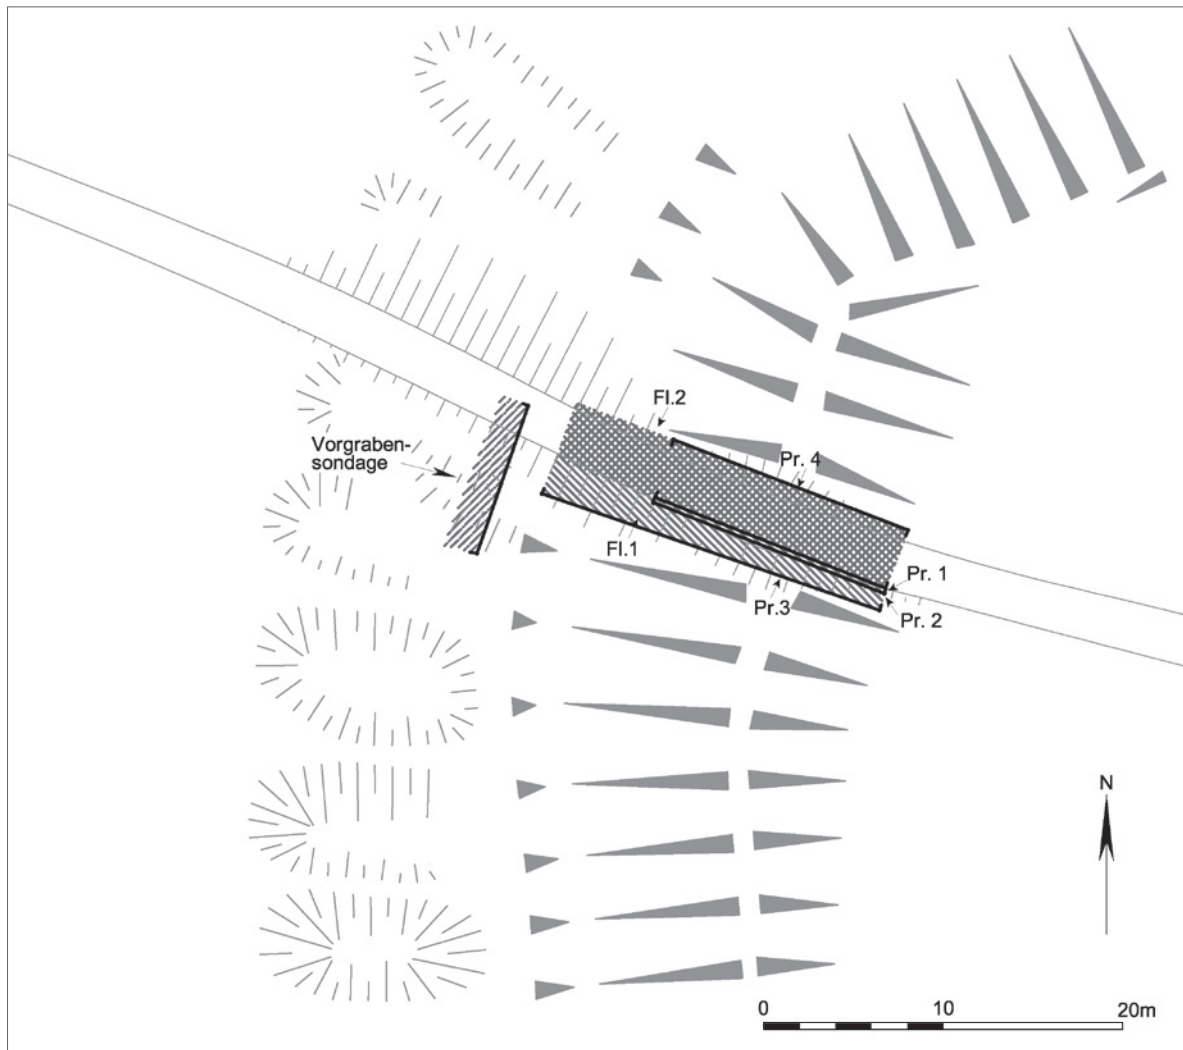 Fl.2
Vorgraben-
sondage
Pr. 4
Fl.1
Pr.3
Pr. 1
Pr. 2
N
0 10 20m